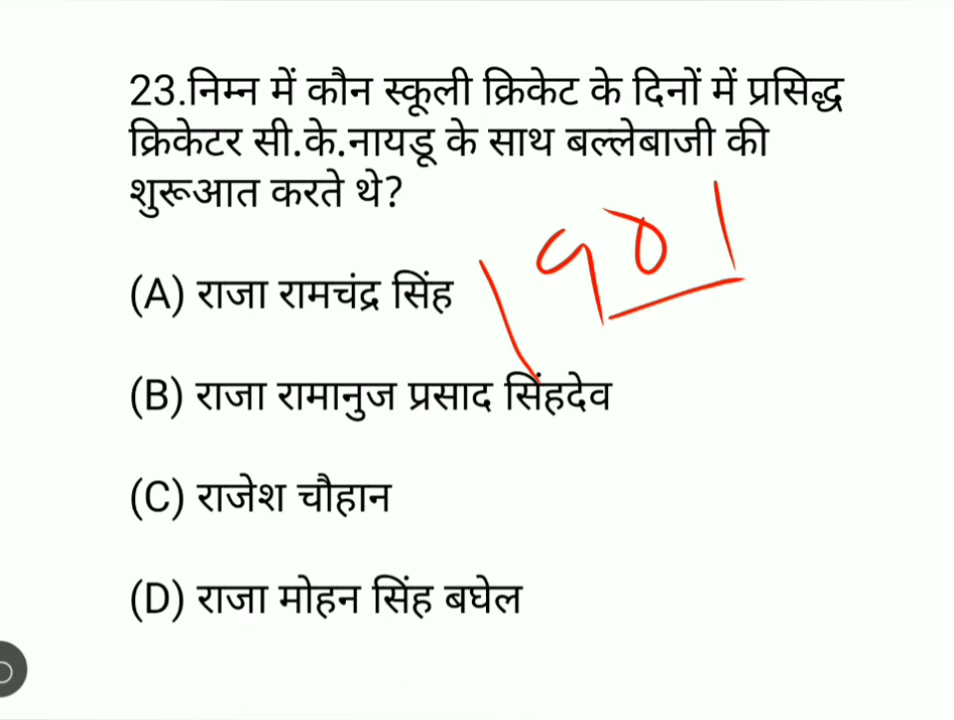 23.निम्न में कौन स्कूली क्रिकेट के दिनों में प्रसिद्ध
क्रिकेटर सी.के.नायडू के साथ बल्लेबाजी की
शुरूआत करते थे?
1901
(A) राजा रामचंद्र सिंह
(B) राजा रामानुज प्रसाद सिंहदेव
(C) राजेश चौहान
(D) राजा मोहन सिंह बघेल